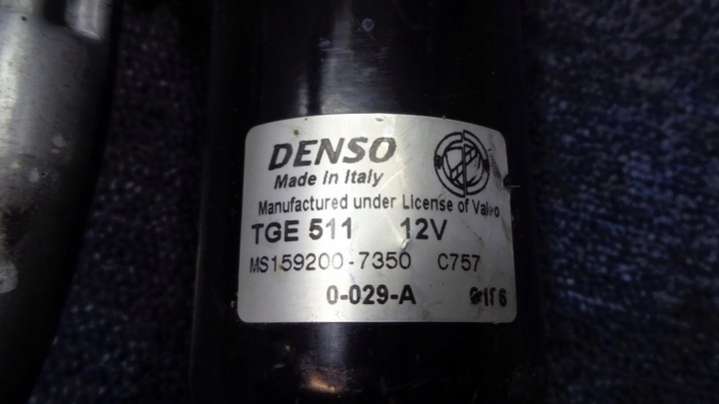 DENSO
Made in Italy
Manufactured under License of Valeo
TGE 511 12V
MS159200-7350 C757
0-029-A